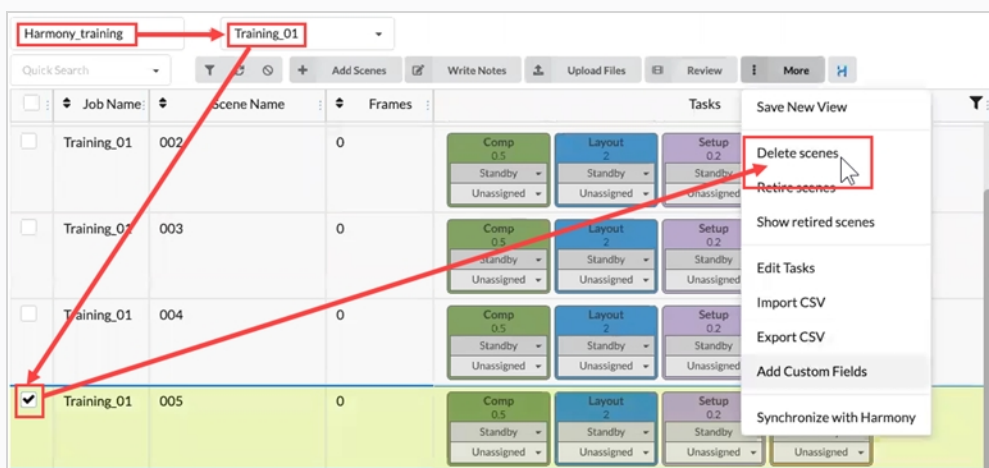 Harmony_training Training_01
Quick Search Add Scenes Write Notes Upload Files Review More
Job Name Scene Name Frames Tasks
Save New View
Delete scenes
Retire scenes
Show retired scenes
Edit Tasks
Import CSV
Export CSV
Add Custom Fields
Synchronize with Harmony
Training_01 002 0
Comp Layout Setup
0.5 2 0.2
Standby Standby Standby
Unassigned Unassigned Unassigned
Training_01 003 0
Comp Layout Setup
0.5 2 0.2
Standby Standby Standby
Unassigned Unassigned Unassigned
Training_01 004 0
Comp Layout Setup
0.5 2 0.2
Standby Standby Standby
Unassigned Unassigned Unassigned
Training_01 005 0
Comp Layout Setup
0.5 2 0.2
Standby Standby Standby Standby
Unassigned Unassigned Unassigned Unassigned